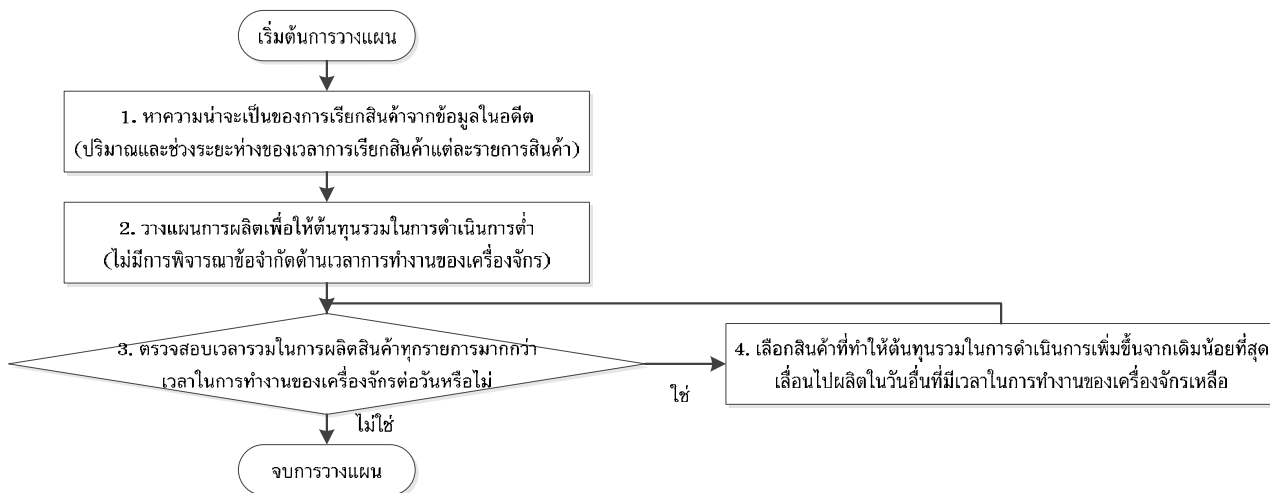 เริ่มต้นการวางแผน
1. หาความน่าจะเป็นของการเรียกสินค้าจากข้อมูลในอดีต
(ปริมาณและช่วงระยะห่างของเวลาการเรียกสินค้าแต่ละรายการสินค้า)
2. วางแผนการผลิตเพื่อให้ต้นทุนรวมในการดำเนินการต่ำ
(ไม่มีการพิจารณาข้อจำกัดด้านเวลาการทำงานของเครื่องจักร)
3. ตรวจสอบเวลารวมในการผลิตสินค้าทุกรายการมากกว่า
เวลาในการทำงานของเครื่องจักรต่อวันหรือไม่
ใช่
4. เลือกสินค้าที่ทำให้ต้นทุนรวมในการดำเนินการเพิ่มขึ้นจากเดิมน้อยที่สุด
เลื่อนไปผลิตในวันอื่นที่มีเวลาในการทำงานของเครื่องจักรเหลือ
ไม่ใช่
จบการวางแผน